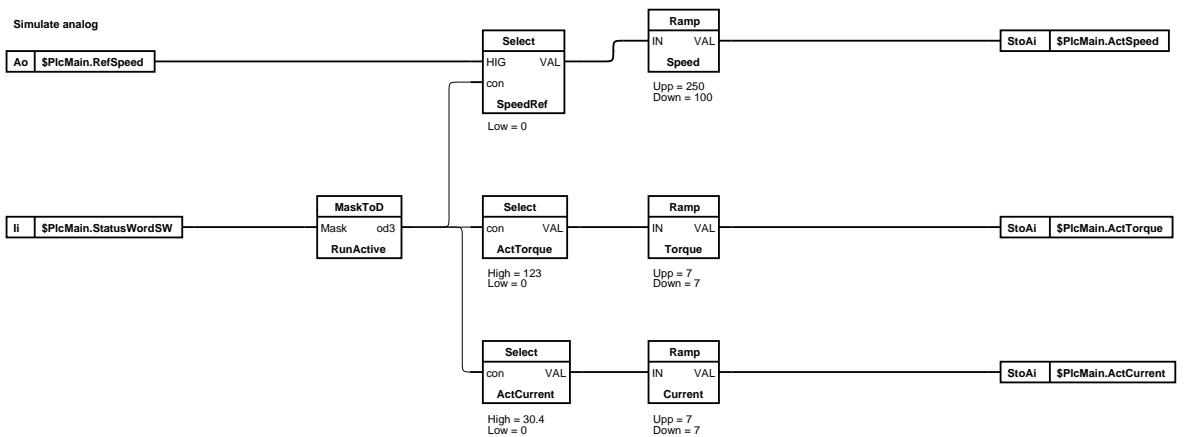 Simulate analog
Ao $PlcMain.RefSpeed
Select
HIG VAL
con
SpeedRef
Low = 0
Ramp
IN VAL
Speed
Upp = 250
Down = 100
StoAi $PlcMain.ActSpeed
Ii $PlcMain.StatusWordSW
MaskToD
Mask od3
RunActive
Select
con VAL
ActTorque
High = 123
Low = 0
Ramp
IN VAL
Torque
Upp = 7
Down = 7
StoAi $PlcMain.ActTorque
Select
con VAL
ActCurrent
High = 30.4
Low = 0
Ramp
IN VAL
Current
Upp = 7
Down = 7
StoAi $PlcMain.ActCurrent